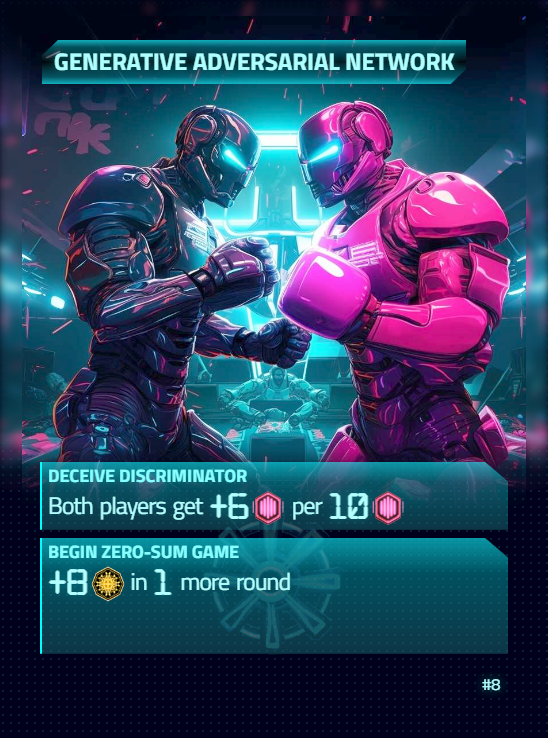 GENERATIVE ADVERSARIAL NETWORK
DECEIVE DISCRIMINATOR
Both players get +6 per 10
BEGIN ZERO-SUM GAME
+8 in 1 more round
#8